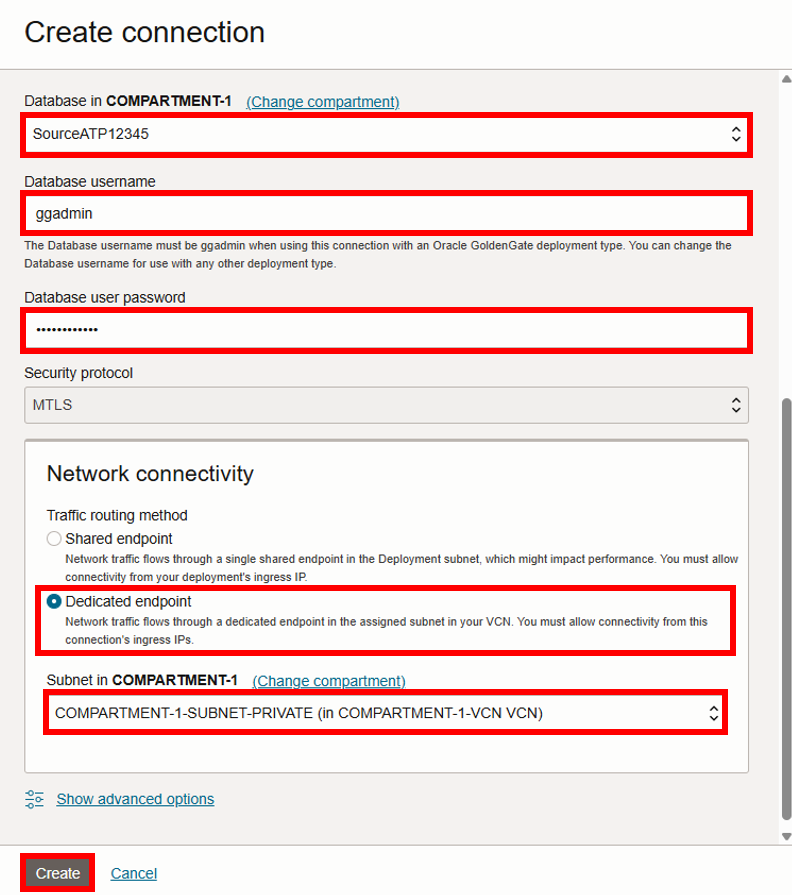 Create connection
Database in COMPARTMENT-1 (Change compartment)
SourceATP12345
Database username
ggadmin
The Database username must be ggadmin when using this connection with an Oracle GoldenGate deployment type. You can change the
Database username for use with any other deployment type.
Database user password
••••••••••••
Security protocol
MTLS
Network connectivity
Traffic routing method
Shared endpoint
Network traffic flows through a single shared endpoint in the Deployment subnet, which might impact performance. You must allow
connectivity from your deployment's ingress IP.
Dedicated endpoint
Network traffic flows through a dedicated endpoint in the assigned subnet in your VCN. You must allow connectivity from this
connection's ingress IPs.
Subnet in COMPARTMENT-1 (Change compartment)
COMPARTMENT-1-SUBNET-PRIVATE (in COMPARTMENT-1-VCN VCN)
Show advanced options
Create Cancel